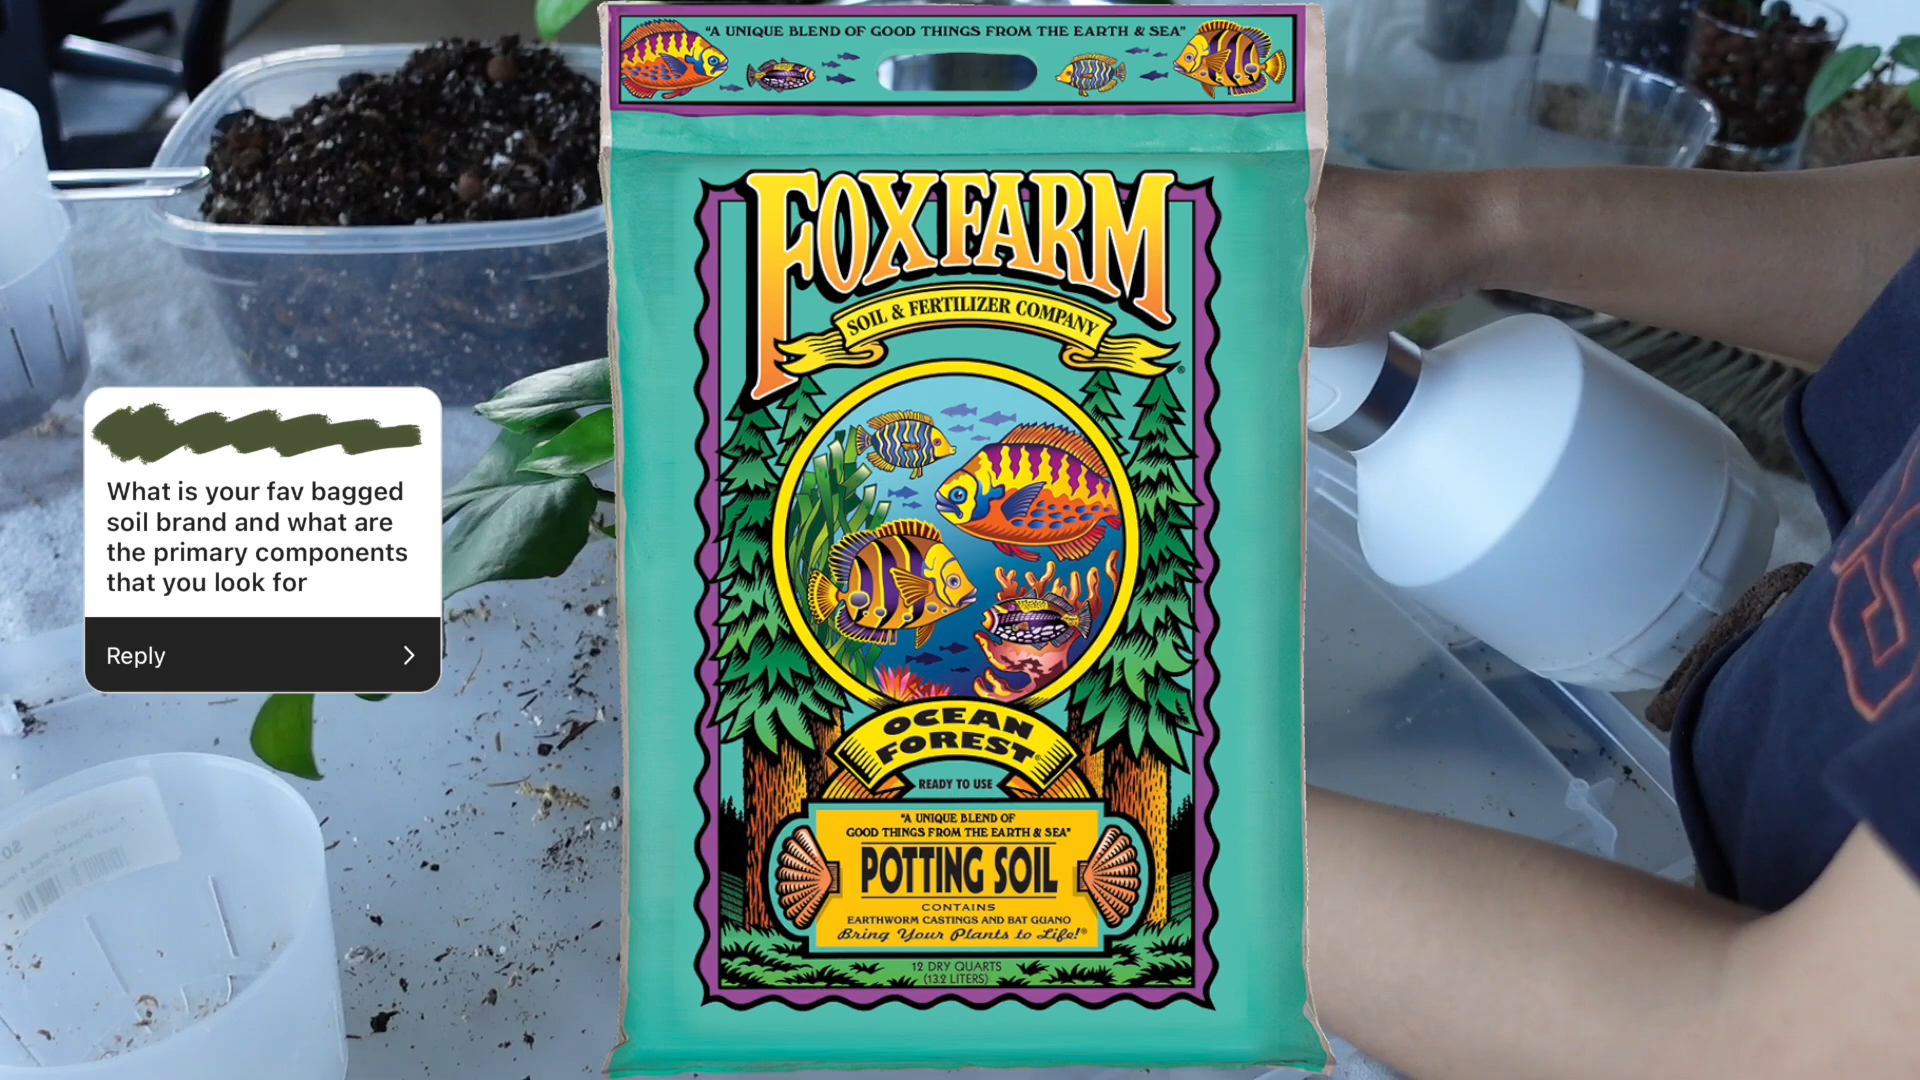 "A UNIQUE BLEND OF GOOD THINGS FROM THE EARTH & SEA"
FOXFARM
SOIL & FERTILIZER COMPANY
®
What is your fav bagged
soil brand and what are
the primary components
that you look for
Reply
OCEAN
FOREST®
READY TO USE
"A UNIQUE BLEND OF
GOOD THINGS FROM THE EARTH & SEA"
POTTING SOIL
CONTAINS
EARTHWORM CASTINGS AND BAT GUANO
Bring Your Plants to Life!®
12 DRY QUARTS
(13.2 LITERS)